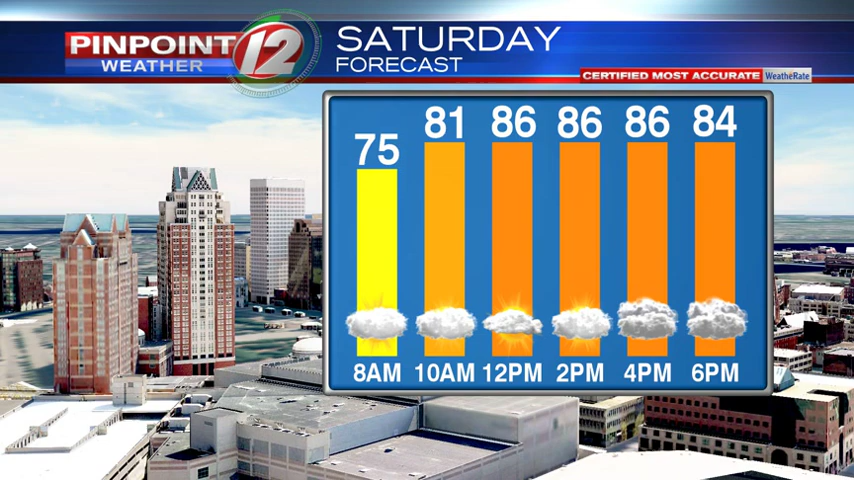 PINPOINT 12
WEATHER
SATURDAY
FORECAST
CERTIFIED MOST ACCURATE WeatheRate
75 81 86 86 86 84
8AM 10AM 12PM 2PM 4PM 6PM